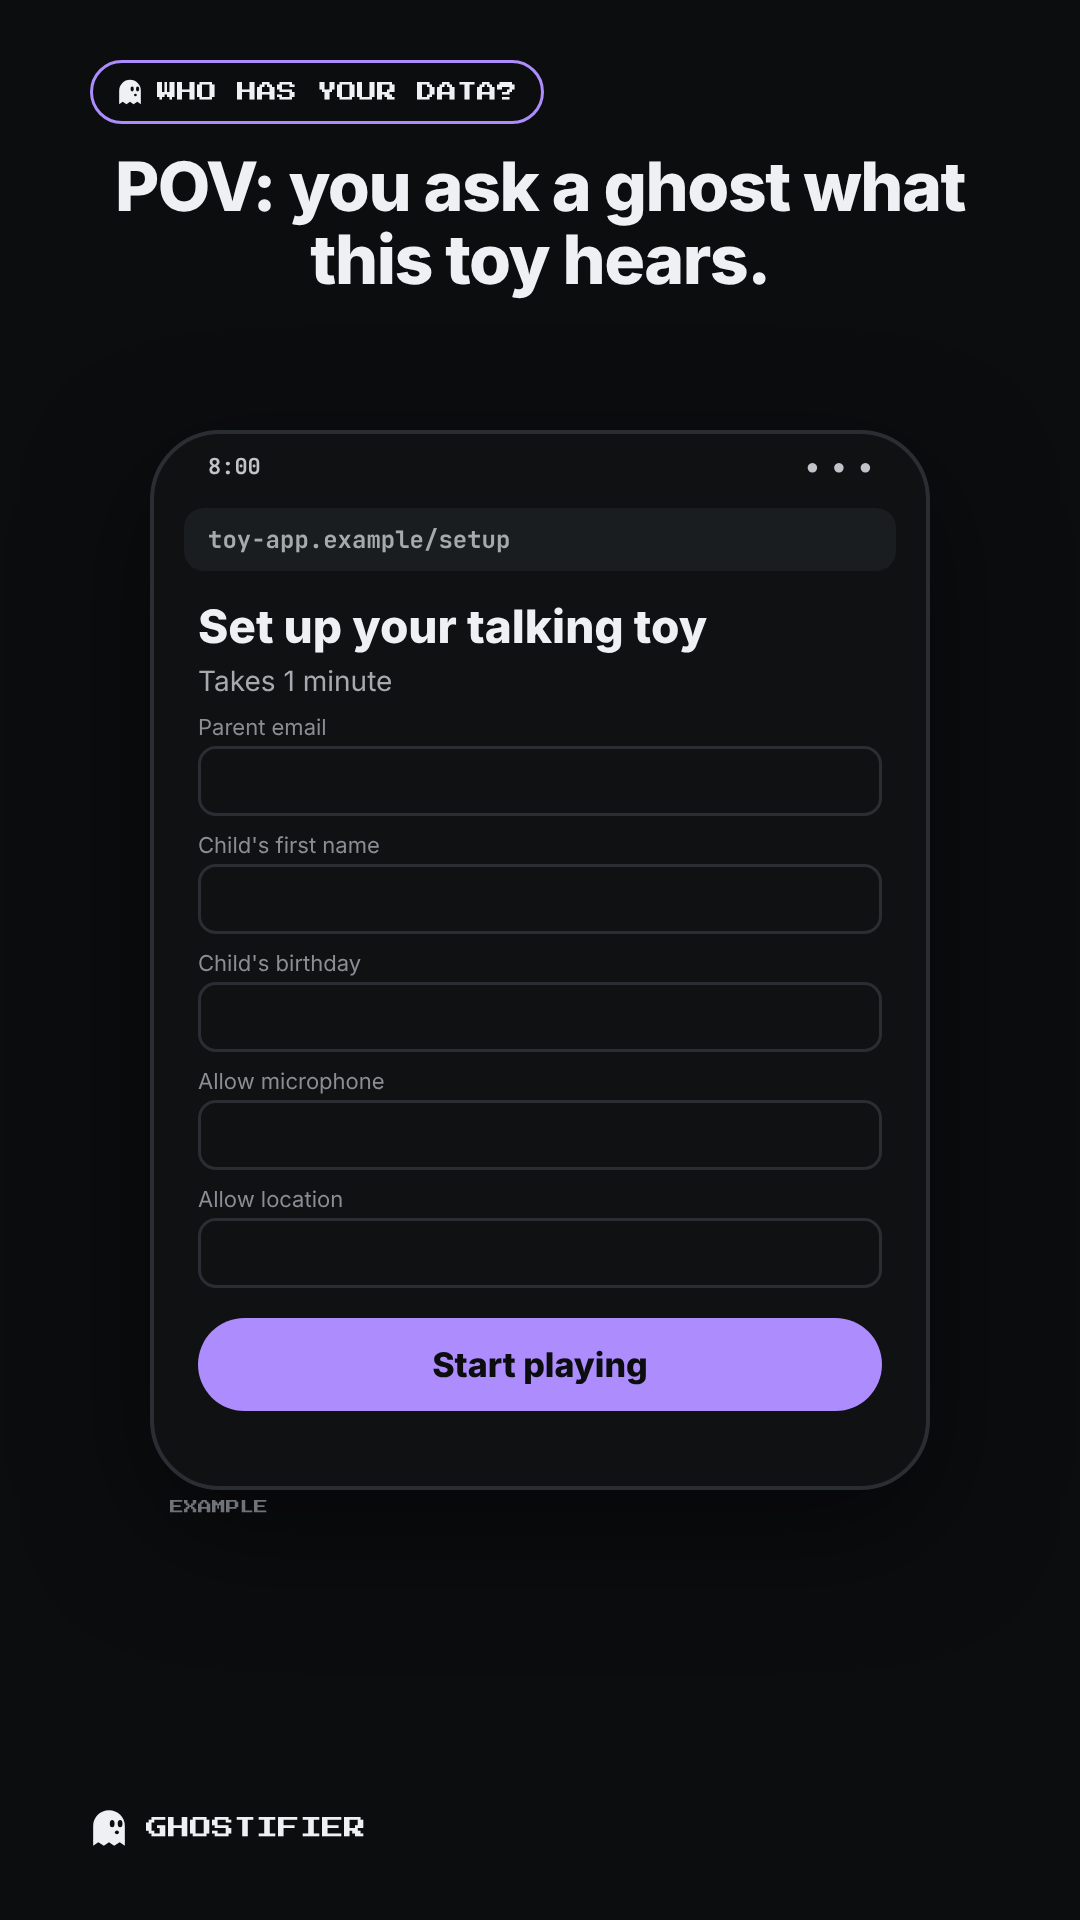 WHO HAS YOUR DATA?
POV: you ask a ghost what
this toy hears.
8:00
toy-app.example/setup
Set up your talking toy
Takes 1 minute
Parent email
Child's first name
Child's birthday
Allow microphone
Allow location
Start playing
EXAMPLE
GHOSTIFIER